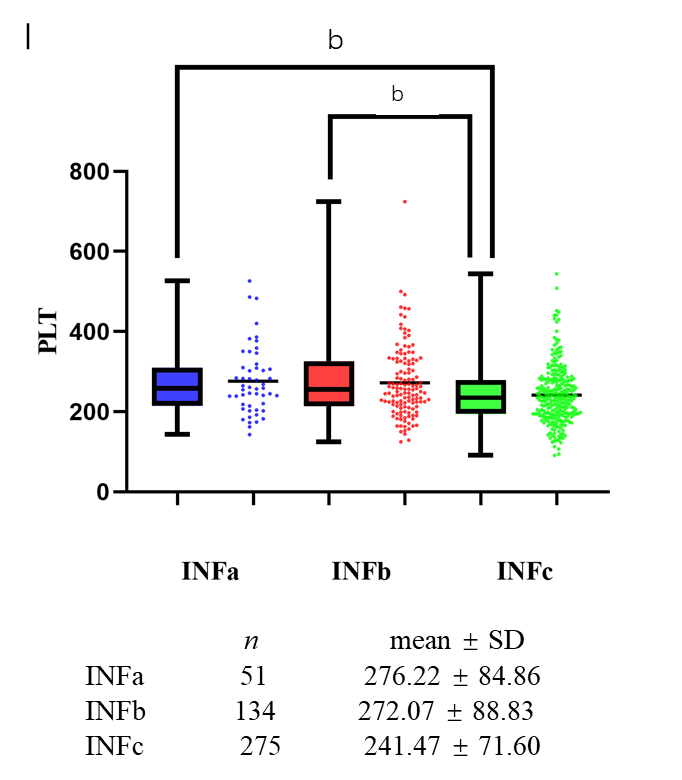 l
b
b
800
600
400
200
0
PLT
INFa INFb INFc
n mean ± SD
INFa 51 276.22 ± 84.86
INFb 134 272.07 ± 88.83
INFc 275 241.47 ± 71.60